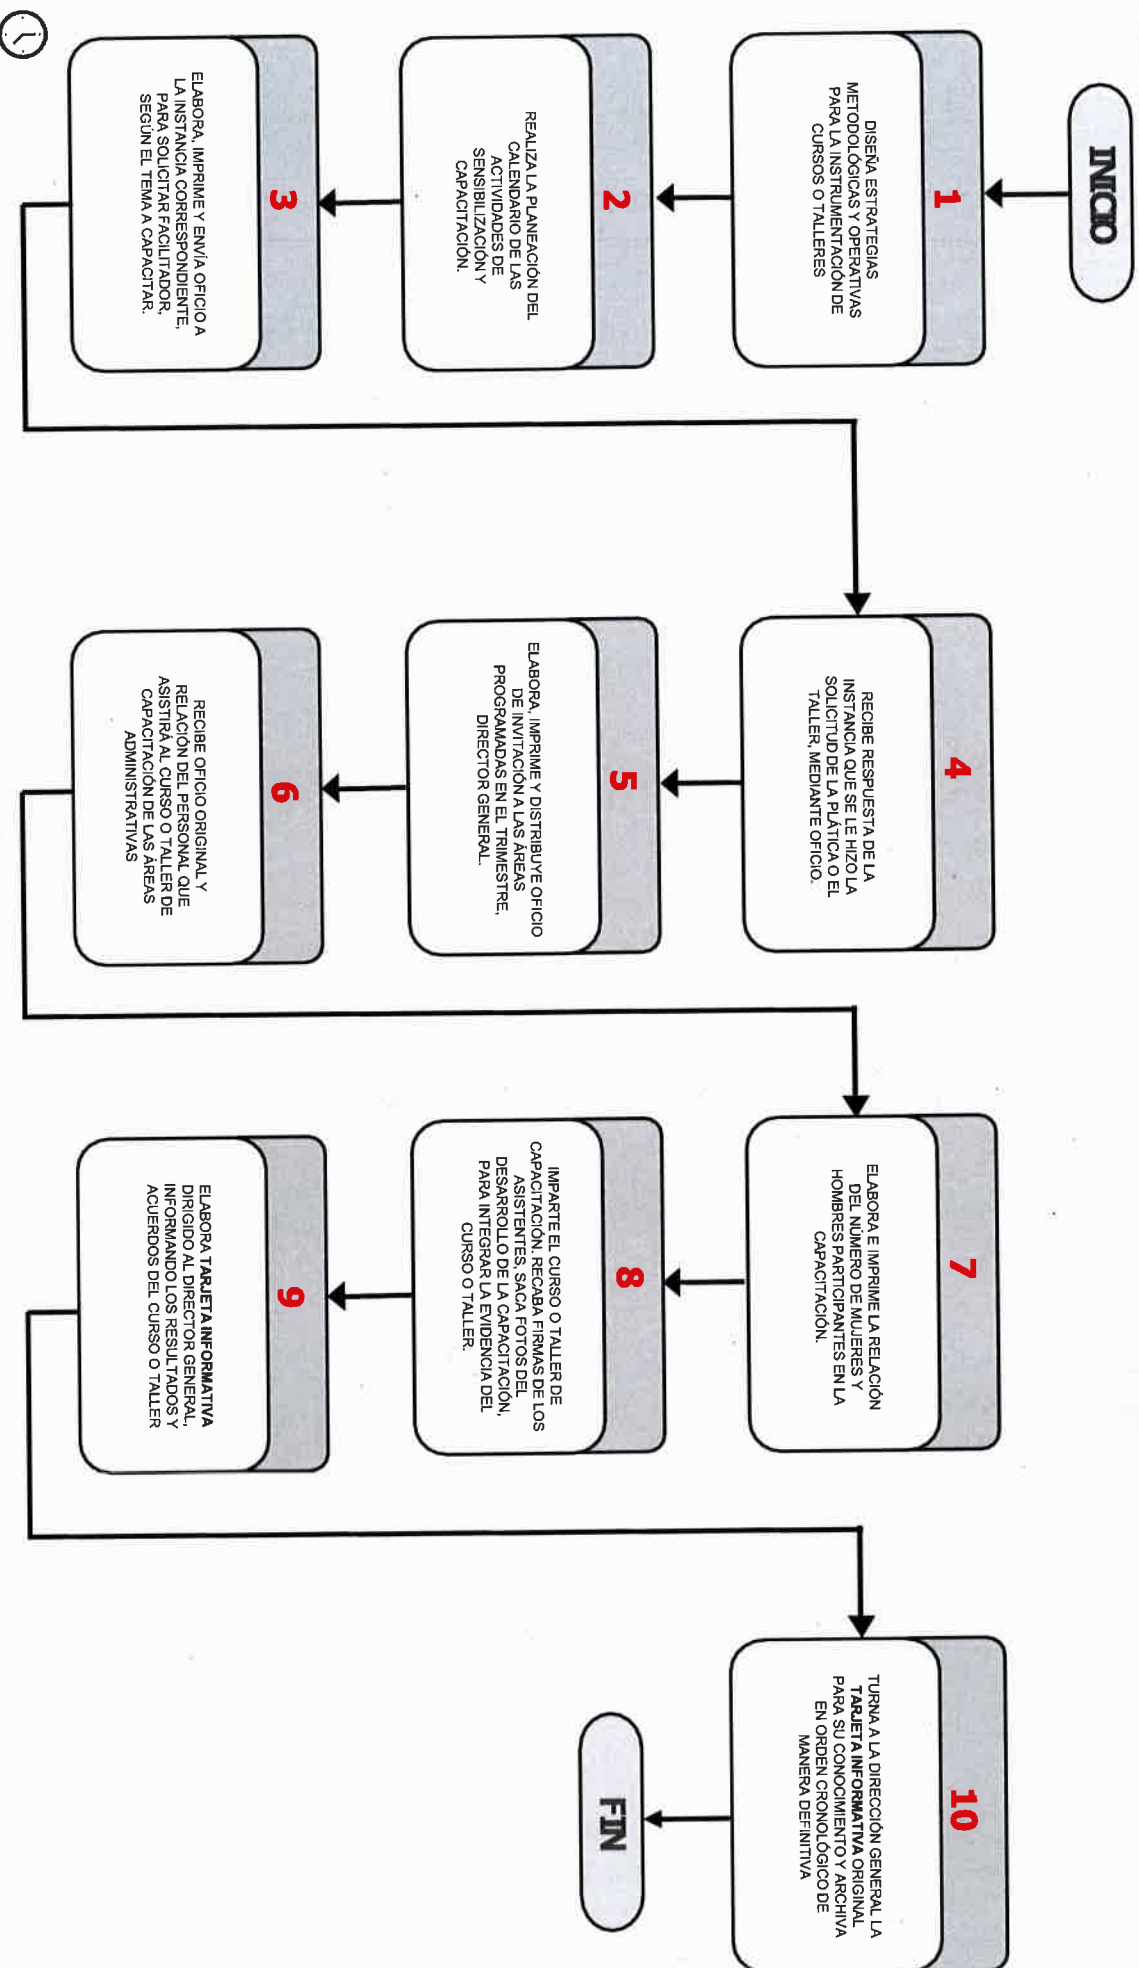 INICIO
1
DISEÑA ESTRATEGIAS
METODOLÓGICAS Y OPERATIVAS
PARA LA INSTRUMENTACIÓN DE
CURSOS O TALLERES
2
REALIZA LA PLANEACIÓN DEL
CALENDARIO DE LAS
ACTIVIDADES DE
SENSIBILIZACIÓN Y
CAPACITACIÓN.
3
ELABORA, IMPRIME Y ENVÍA OFICIO A
LA INSTANCIA CORRESPONDIENTE,
PARA SOLICITAR FACILITADOR,
SEGÚN EL TEMA A CAPACITAR.
4
RECIBE RESPUESTA DE LA
INSTANCIA QUE SE LE HIZO LA
SOLICITUD DE LA PLÁTICA O EL
TALLER, MEDIANTE OFICIO.
5
ELABORA, IMPRIME Y DISTRIBUYE OFICIO
DE INVITACIÓN A LAS ÁREAS
PROGRAMADAS EN EL TRIMESTRE,
DIRECTOR GENERAL.
6
RECIBE OFICIO ORIGINAL Y
RELACIÓN DEL PERSONAL QUE
ASISTIRÁ AL CURSO O TALLER DE
CAPACITACIÓN DE LAS ÁREAS
ADMINISTRATIVAS
7
ELABORA E IMPRIME LA RELACIÓN
DEL NÚMERO DE MUJERES Y
HOMBRES PARTICIPANTES EN LA
CAPACITACIÓN.
8
IMPARTE EL CURSO O TALLER DE
CAPACITACIÓN. RECABA FIRMAS DE LOS
ASISTENTES, SACA FOTOS DEL
DESARROLLO DE LA CAPACITACIÓN,
PARA INTEGRAR LA EVIDENCIA DEL
CURSO O TALLER.
9
ELABORA TARJETA INFORMATIVA
DIRIGIDO AL DIRECTOR GENERAL,
INFORMANDO LOS RESULTADOS Y
ACUERDOS DEL CURSO O TALLER
10
TURNA A LA DIRECCIÓN GENERAL LA
TARJETA INFORMATIVA ORIGINAL
PARA SU CONOCIMIENTO Y ARCHIVA
EN ORDEN CRONOLÓGICO DE
MANERA DEFINITIVA
FIN